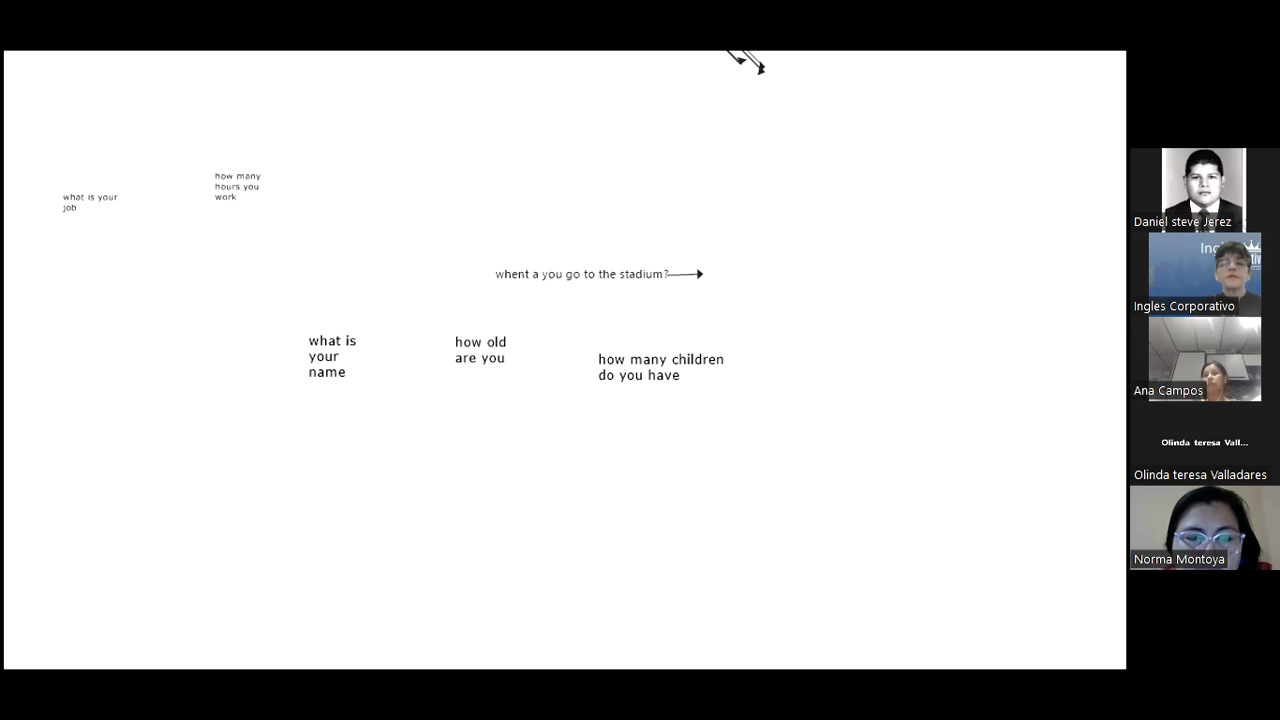 what is your
job
how many
hours you
work
whent a you go to the stadium?
what is
your
name
how old
are you
how many children
do you have
Daniel steve Jerez
Ingles Corporativo
Ana Campos
Olinda teresa Vall...
Olinda teresa Valladares
Norma Montoya